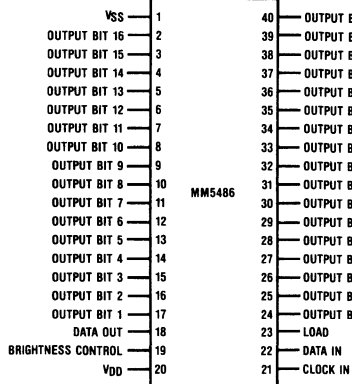 VSS 1
OUTPUT BIT 16 2
OUTPUT BIT 15 3
OUTPUT BIT 14 4
OUTPUT BIT 13 5
OUTPUT BIT 12 6
OUTPUT BIT 11 7
OUTPUT BIT 10 8
OUTPUT BIT 9 9
OUTPUT BIT 8 10
OUTPUT BIT 7 11
OUTPUT BIT 6 12
OUTPUT BIT 5 13
OUTPUT BIT 4 14
OUTPUT BIT 3 15
OUTPUT BIT 2 16
OUTPUT BIT 1 17
DATA OUT 18
BRIGHTNESS CONTROL 19
VDD 20
MM5486
40 OUTPUT B
39 OUTPUT B
38 OUTPUT B
37 OUTPUT B
36 OUTPUT B
35 OUTPUT B
34 OUTPUT B
33 OUTPUT B
32 OUTPUT B
31 OUTPUT B
30 OUTPUT B
29 OUTPUT B
28 OUTPUT B
27 OUTPUT B
26 OUTPUT B
25 OUTPUT B
24 OUTPUT B
23 LOAD
22 DATA IN
21 CLOCK IN